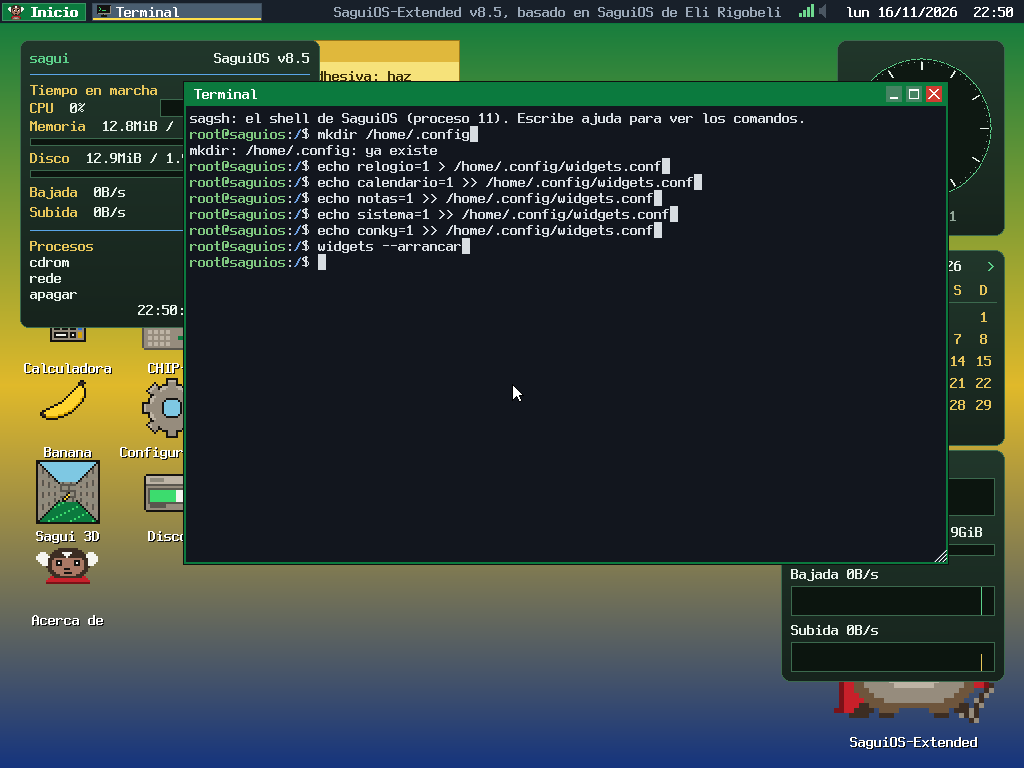 Inicio
Terminal
SaguiOS-Extended v8.5, basado en SaguiOS de Eli Rigobeli
lun 16/11/2026 22:50
sagui SaguiOS v8.5
Tiempo en marcha
CPU 0%
Memoria 12.8MiB /
Disco 12.9MiB /
Bajada 0B/s
Subida 0B/s
Procesos
cdrom
rede
apagar
22:50:
haz
Terminal
sagsh: el shell de SaguiOS (proceso 11). Escribe ajuda para ver los comandos.
root@saguios:/$ mkdir /home/.config
mkdir: /home/.config: ya existe
root@saguios:/$ echo relogio=1 > /home/.config/widgets.conf
root@saguios:/$ echo calendario=1 >> /home/.config/widgets.conf
root@saguios:/$ echo notas=1 >> /home/.config/widgets.conf
root@saguios:/$ echo sistema=1 >> /home/.config/widgets.conf
root@saguios:/$ echo conky=1 >> /home/.config/widgets.conf
root@saguios:/$ widgets --arrancar
root@saguios:/$
1
26 >
S D
1
7 8
14 15
21 22
28 29
9GiB
Bajada 0B/s
Subida 0B/s
Calculadora
CHIP
Banana
Configur
Sagui 3D
Disc
Acerca de
SaguiOS-Extended